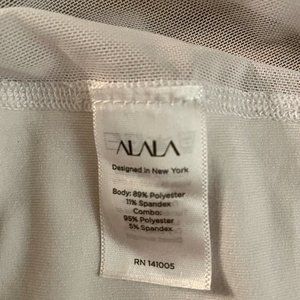 ALALA
Designed in New York
Body: 89% Polyester
11% Spandex
Combo:
95% Polyester
5% Spandex
RN 141005